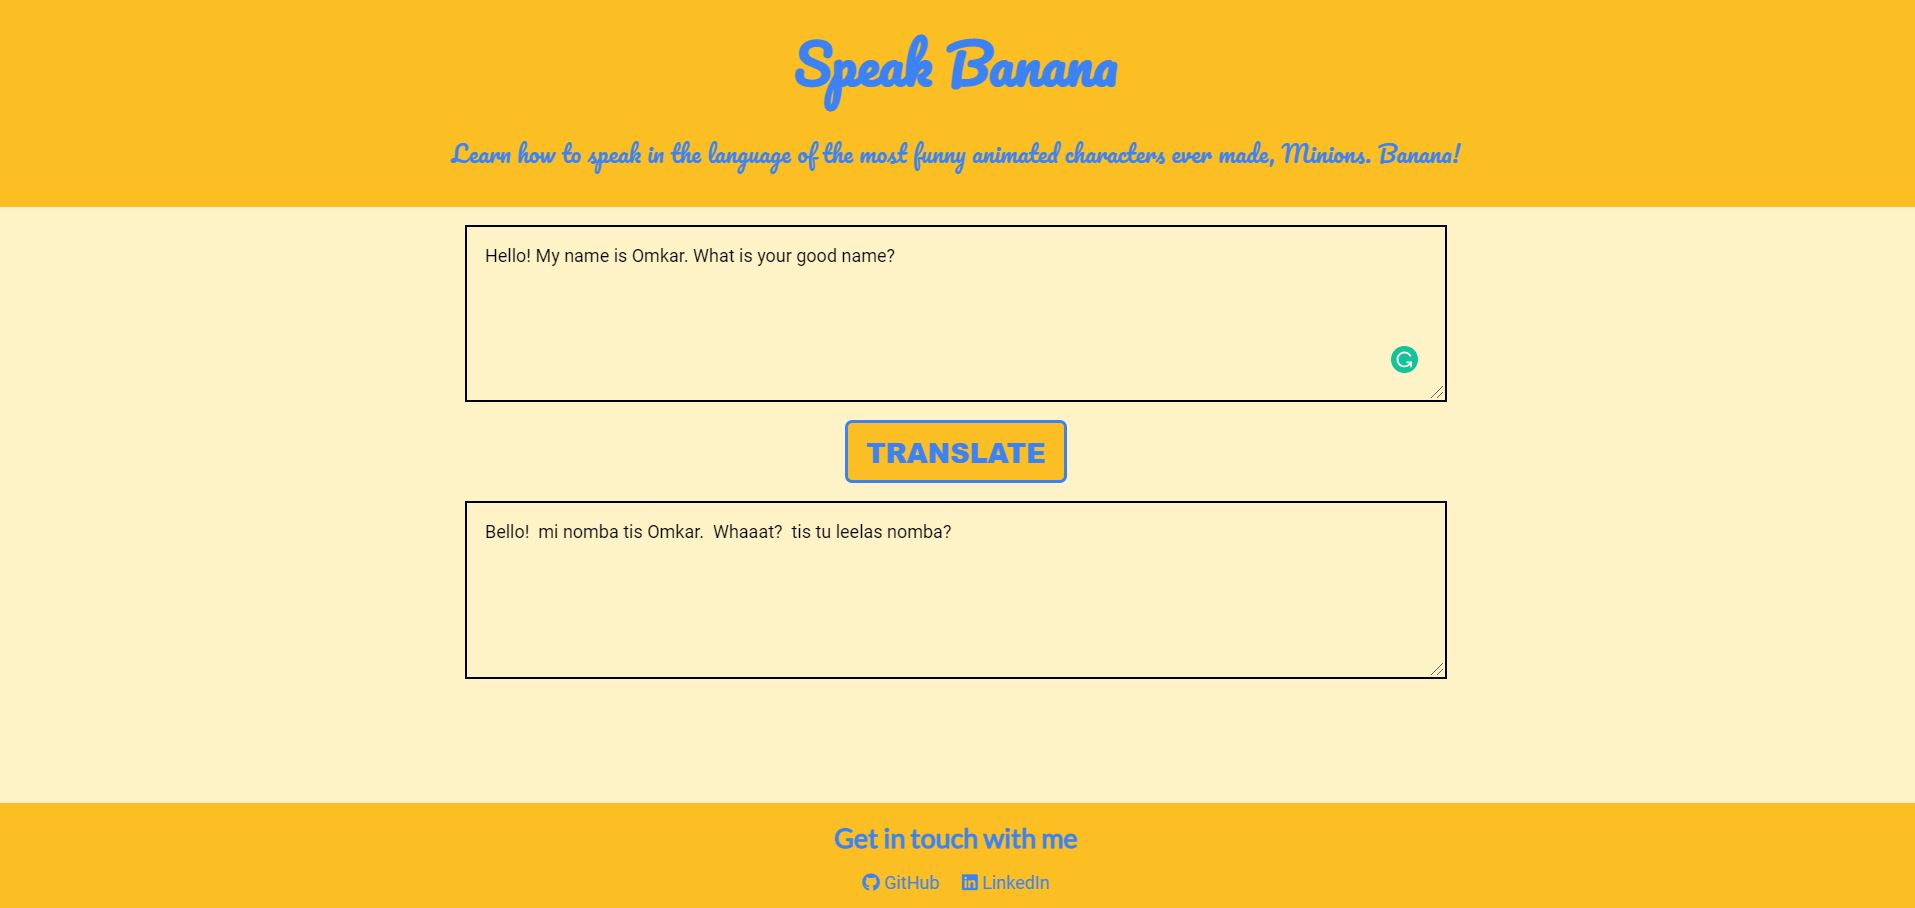 Speak Banana
Learn how to speak in the language of the most funny animated characters ever made, Minions. Banana!
Hello! My name is Omkar. What is your good name?
TRANSLATE
Bello!  mi nomba tis Omkar.  Whaaat?  tis tu leelas nomba?
Get in touch with me
GitHub LinkedIn